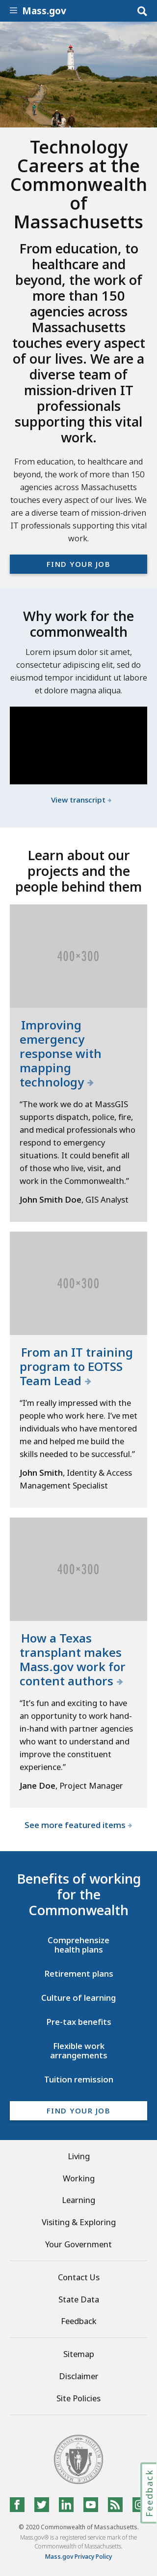 Mass.gov
Technology
Careers at the
Commonwealth
of
Massachusetts
From education, to
healthcare and
beyond, the work of
more than 150
agencies across
Massachusetts
touches every aspect
of our lives. We are a
diverse team of
mission-driven IT
professionals
supporting this vital
work.
From education, to healthcare and
beyond, the work of more than 150
agencies across Massachusetts
touches every aspect of our lives. We
are a diverse team of mission-driven
IT professionals supporting this vital
work.
FIND YOUR JOB
Why work for the
commonwealth
Lorem ipsum dolor sit amet,
consectetur adipisicing elit, sed do
eiusmod tempor incididunt ut labore
et dolore magna aliqua.
View transcript
Learn about our
projects and the
people behind them
400×300
Improving
emergency
response with
mapping
technology
“The work we do at MassGIS
supports dispatch, police, fire,
and medical professionals who
respond to emergency
situations. It could benefit all
of those who live, visit, and
work in the Commonwealth.”
John Smith Doe, GIS Analyst
400×300
From an IT training
program to EOTSS
Team Lead
“I’m really impressed with the
people who work here. I’ve met
individuals who have mentored
me and helped me build the
skills needed to be successful.”
John Smith, Identity & Access
Management Specialist
400×300
How a Texas
transplant makes
Mass.gov work for
content authors
“It’s fun and exciting to have
an opportunity to work hand-
in-hand with partner agencies
who want to understand and
improve the constituent
experience.”
Jane Doe, Project Manager
See more featured items
Benefits of working
for the
Commonwealth
Comprehensize
health plans
Retirement plans
Culture of learning
Pre-tax benefits
Flexible work
arrangements
Tuition remission
FIND YOUR JOB
Living
Working
Learning
Visiting & Exploring
Your Government
Contact Us
State Data
Feedback
Sitemap
Disclaimer
Site Policies
Feedback
© 2020 Commonwealth of Massachusetts.
Mass.gov® is a registered service mark of the
Commonwealth of Massachusetts.
Mass.gov Privacy Policy